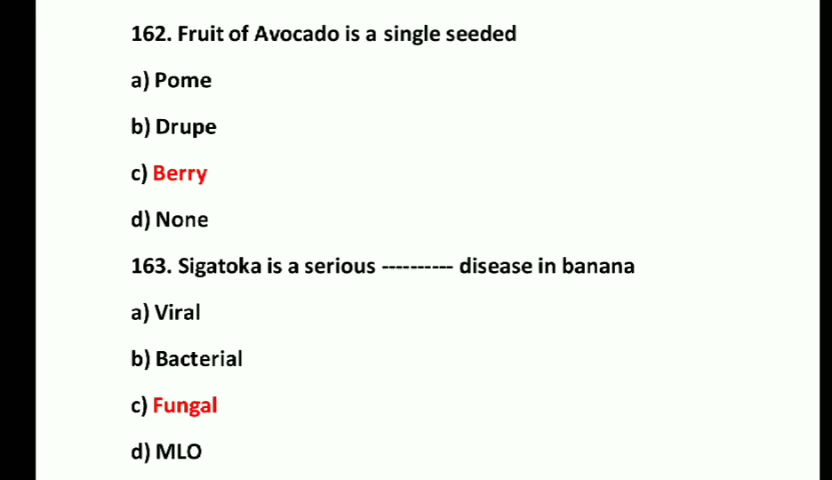 162. Fruit of Avocado is a single seeded
a) Pome
b) Drupe
c) Berry
d) None
163. Sigatoka is a serious ---------- disease in banana
a) Viral
b) Bacterial
c) Fungal
d) MLO